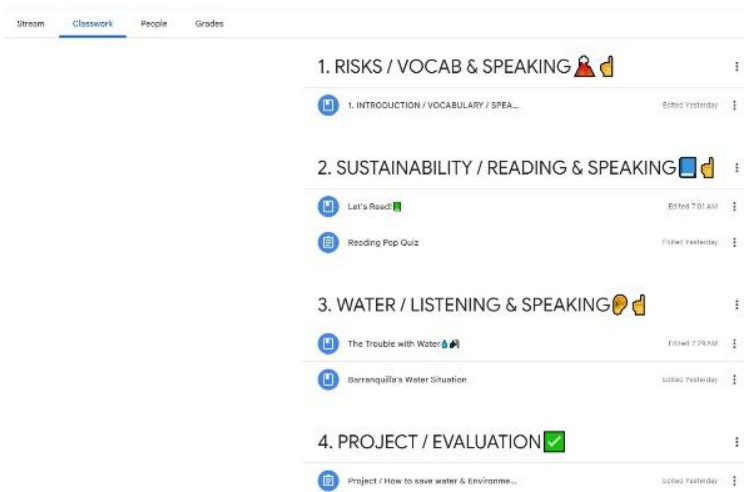 Stream Classwork People Grades
1. RISKS / VOCAB & SPEAKING🌋☝
1. INTRODUCTION / VOCABULARY / SPEA... Edited Yesterday
2. SUSTAINABILITY / READING & SPEAKING📘☝
Let's Read!📗 Edited 7:01 AM
Reading Pop Quiz Edited Yesterday
3. WATER / LISTENING & SPEAKING👂☝
The Trouble with Water💧🚰 Edited 7:29 AM
Barranquilla's Water Situation Edited Yesterday
4. PROJECT / EVALUATION✅
Project / How to save water & Environme... Edited Yesterday